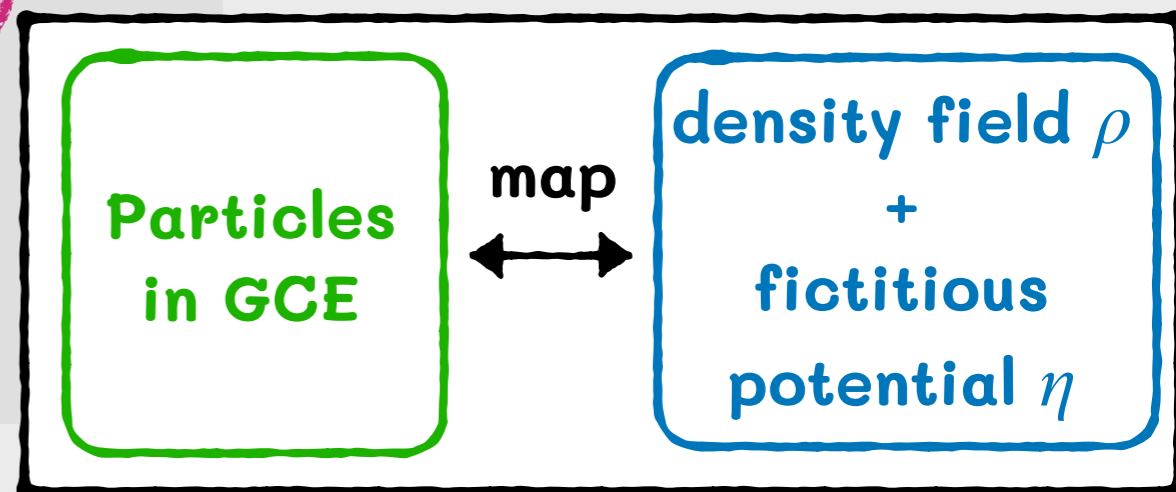 Particles
in GCE
map
density field ρ
+
fictitious
potential η